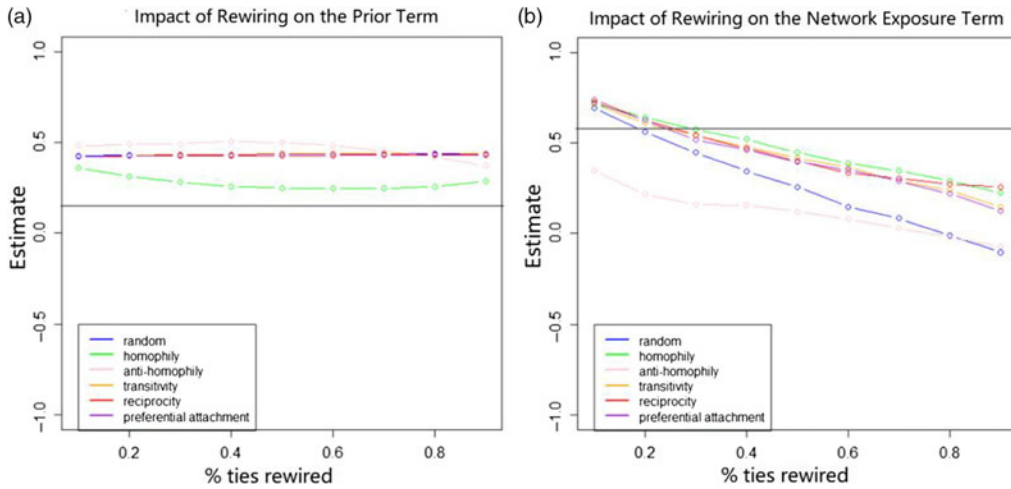 (a)
Impact of Rewiring on the Prior Term
Estimate
1.0
0.5
0.0
−0.5
−1.0
random
homophily
anti-homophily
transitivity
reciprocity
preferential attachment
0.2 0.4 0.6 0.8
% ties rewired
(b)
Impact of Rewiring on the Network Exposure Term
Estimate
1.0
0.5
0.0
−0.5
−1.0
random
homophily
anti-homophily
transitivity
reciprocity
preferential attachment
0.2 0.4 0.6 0.8
% ties rewired